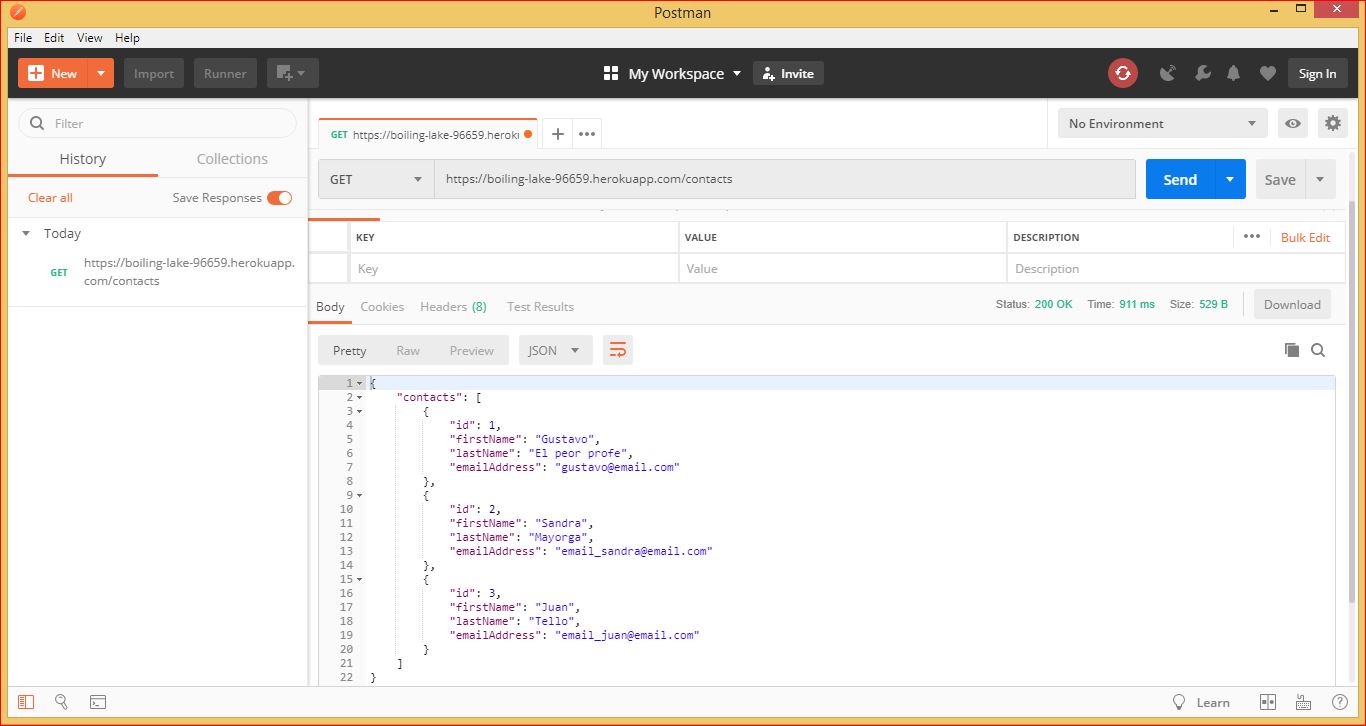 Postman
File Edit View Help
New Import Runner My Workspace Invite Sign In
Filter
History Collections
Clear all Save Responses
Today
GET https://boiling-lake-96659.herokuapp.
com/contacts
GET https://boiling-lake-96659.heroku
No Environment
GET https://boiling-lake-96659.herokuapp.com/contacts Send Save
KEY VALUE DESCRIPTION Bulk Edit
Key Value Description
Body Cookies Headers (8) Test Results Status: 200 OK Time: 911 ms Size: 529 B Download
Pretty Raw Preview JSON
1 {
2 "contacts": [
3 {
4 "id": 1,
5 "firstName": "Gustavo",
6 "lastName": "El peor profe",
7 "emailAddress": "gustavo@email.com"
8 },
9 {
10 "id": 2,
11 "firstName": "Sandra",
12 "lastName": "Mayorga",
13 "emailAddress": "email_sandra@email.com"
14 },
15 {
16 "id": 3,
17 "firstName": "Juan",
18 "lastName": "Tello",
19 "emailAddress": "email_juan@email.com"
20 }
21 ]
22 }
Learn